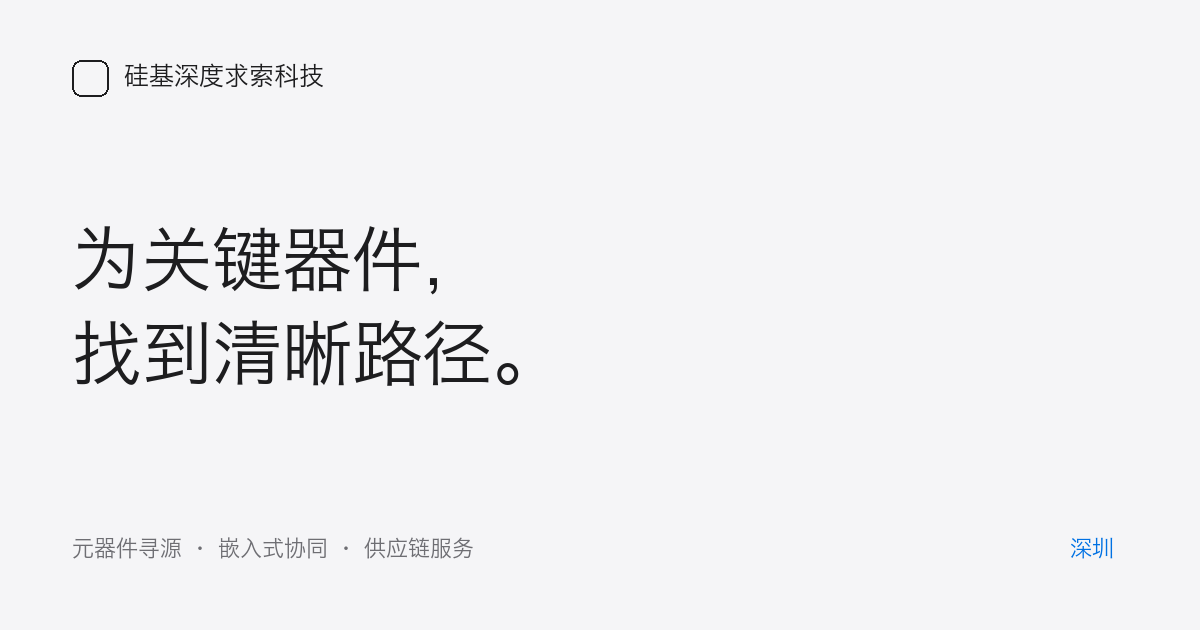 硅基深度求索科技
为关键器件,
找到清晰路径。
元器件寻源 · 嵌入式协同 · 供应链服务
深圳